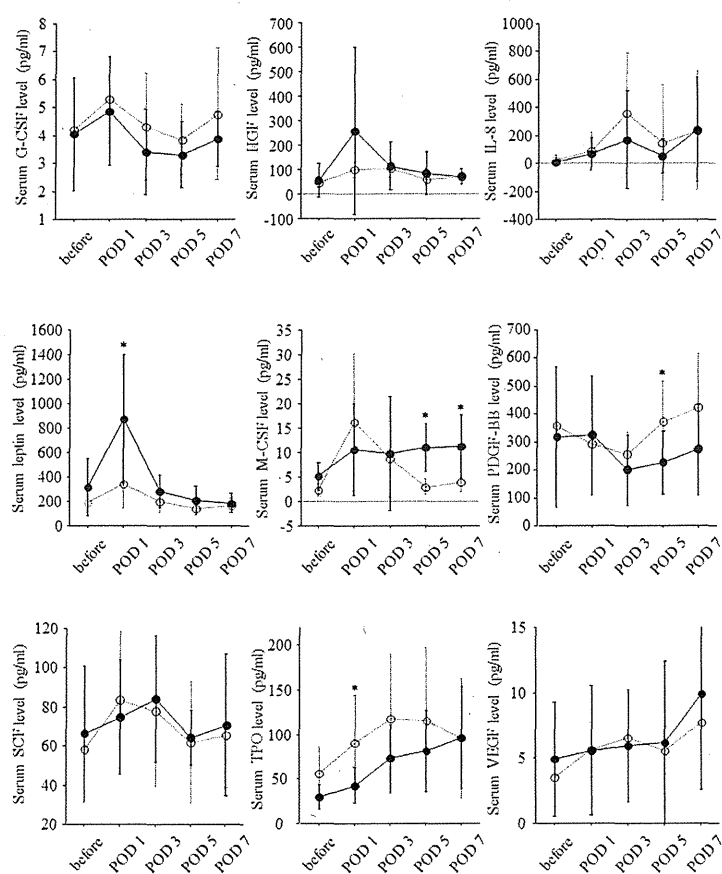 Serum G-CSF level (pg/ml)
8
7
6
5
4
3
2
1
before
POD 1
POD 3
POD 5
POD 7
Serum HGF level (pg/ml)
700
600
500
400
300
200
100
0
-100
before
POD 1
POD 3
POD 5
POD 7
Serum IL-8 level (pg/ml)
1000
800
600
400
200
0
-200
-400
before
POD 1
POD 3
POD 5
POD 7
Serum leptin level (pg/ml)
1600
1400
1200
1000
800
600
400
200
0
*
before
POD 1
POD 3
POD 5
POD 7
Serum M-CSF level (pg/ml)
35
30
25
20
15
10
5
0
-5
*
*
before
POD 1
POD 3
POD 5
POD 7
Serum PDGF-BB level (pg/ml)
700
600
500
400
300
200
100
0
*
before
POD 1
POD 3
POD 5
POD 7
Serum SCF level (pg/ml)
120
100
80
60
40
20
before
POD 1
POD 3
POD 5
POD 7
Serum TPO level (pg/ml)
200
150
100
50
0
*
before
POD 1
POD 3
POD 5
POD 7
Serum VEGF level (pg/ml)
15
10
5
0
before
POD 1
POD 3
POD 5
POD 7